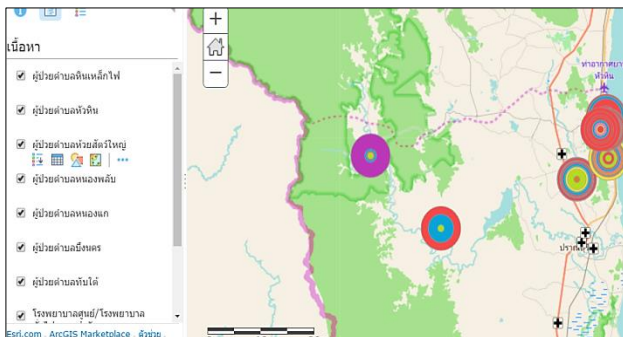 เนื้อหา
ผู้ป่วยตำบลหินเหล็กไฟ
ผู้ป่วยตำบลหัวหิน
ผู้ป่วยตำบลห้วยสัตว์ใหญ่
ผู้ป่วยตำบลหนองพลับ
ผู้ป่วยตำบลหนองแก
ผู้ป่วยตำบลบึงนคร
ผู้ป่วยตำบลทับใต้
โรงพยาบาลศูนย์/โรงพยาบาล
Esri.com . ArcGIS Marketplace . ตัวช่วย .
ท่าอากาศยาน
หัวหิน